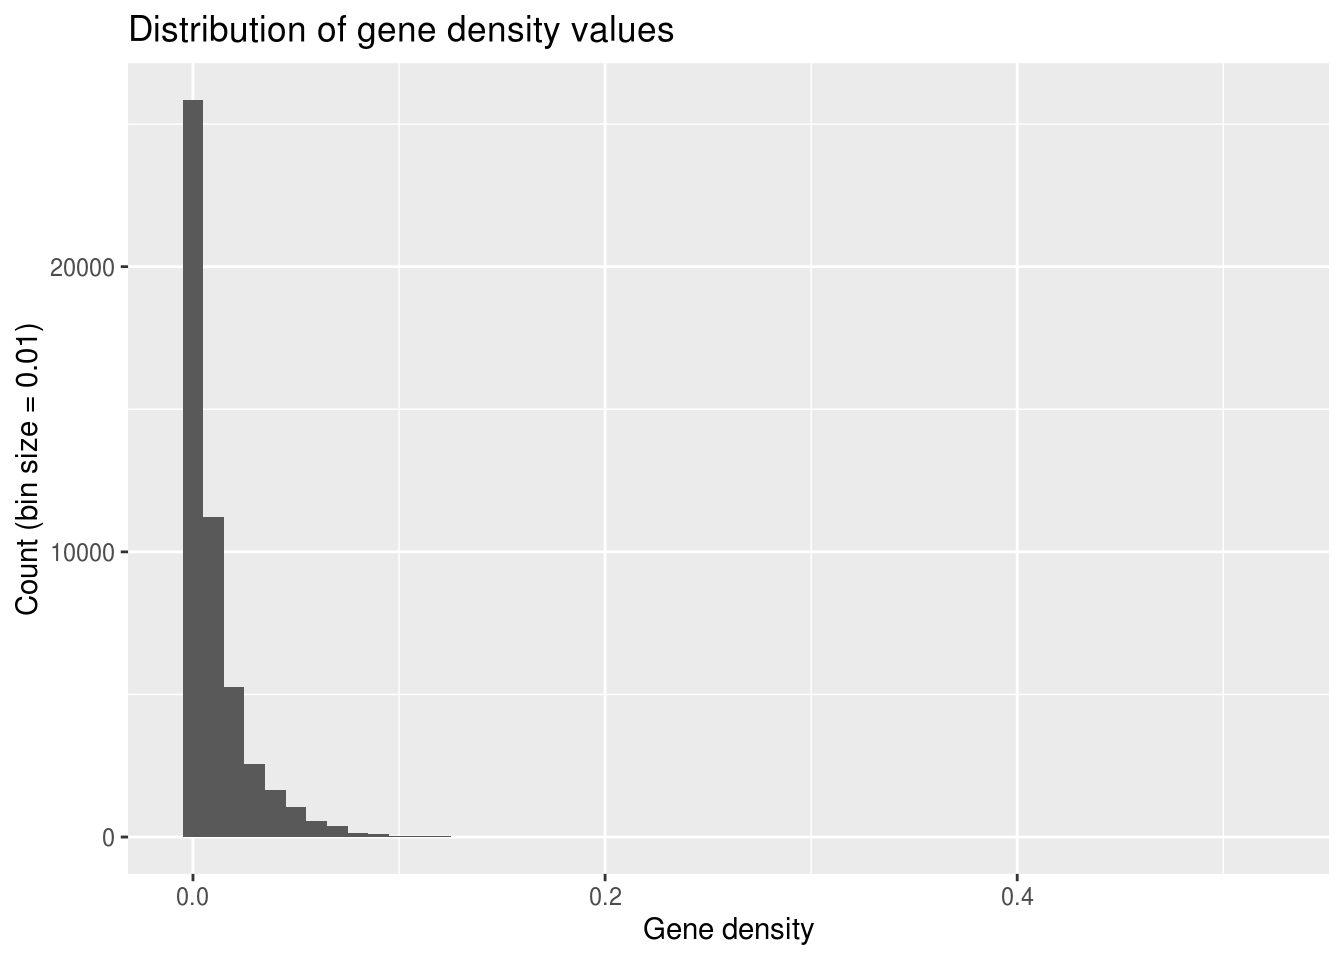 Distribution of gene density values
Count (bin size = 0.01)
20000
10000
0
0.0
0.2
0.4
Gene density